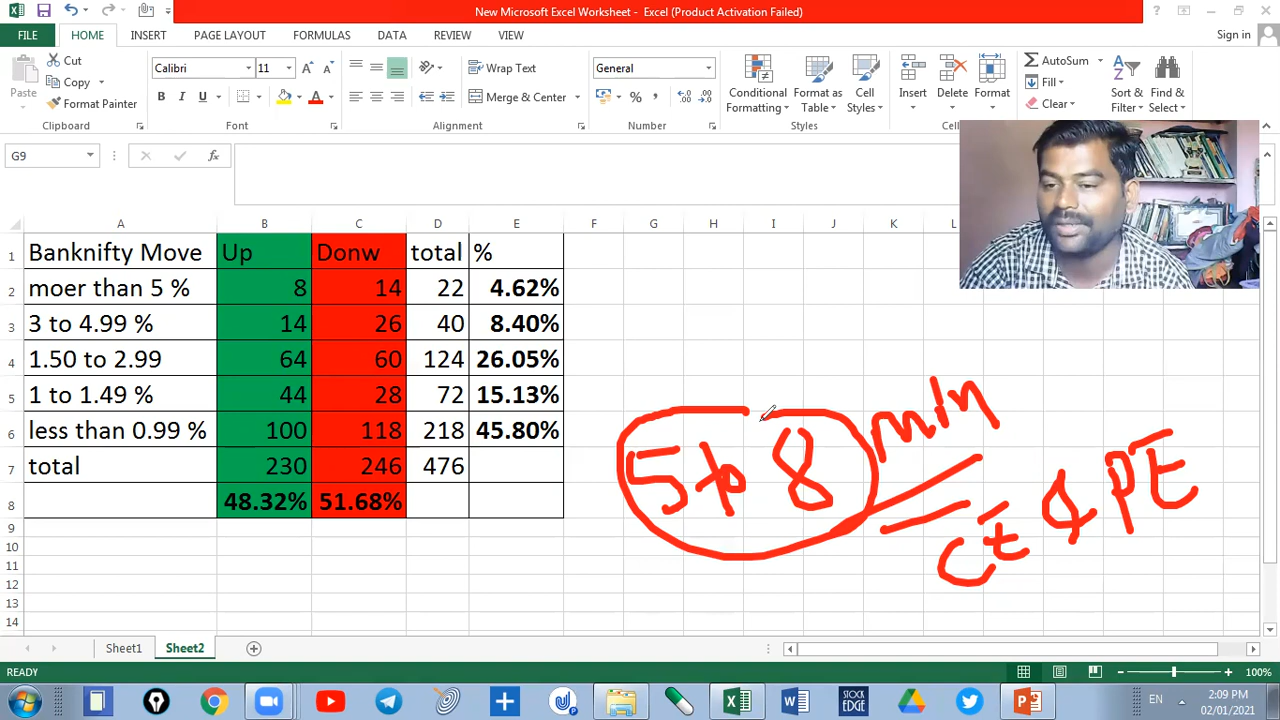 New Microsoft Excel Worksheet - Excel (Product Activation Failed)
FILE HOME INSERT PAGE LAYOUT FORMULAS DATA REVIEW VIEW Sign in
Cut
Copy
Format Painter
Paste
Clipboard
Calibri 11
B I U
Font
Wrap Text
Merge & Center
Alignment
General
Number
Conditional Formatting
Format as Table
Cell Styles
Styles
Insert Delete Format
Cells
AutoSum
Fill
Clear
Sort & Filter
Find & Select
G9
A B C D E F G H I J K L
1 Banknifty Move Up Donw total %
2 moer than 5 % 8 14 22 4.62%
3 3 to 4.99 % 14 26 40 8.40%
4 1.50 to 2.99 64 60 124 26.05%
5 1 to 1.49 % 44 28 72 15.13%
6 less than 0.99 % 100 118 218 45.80%
7 total 230 246 476
8 48.32% 51.68%
9
10
11
12
13
14
5 to 8 min
CE & PE
Sheet1 Sheet2
READY 100%
STOCK EDGE
EN 2:09 PM
02/01/2021